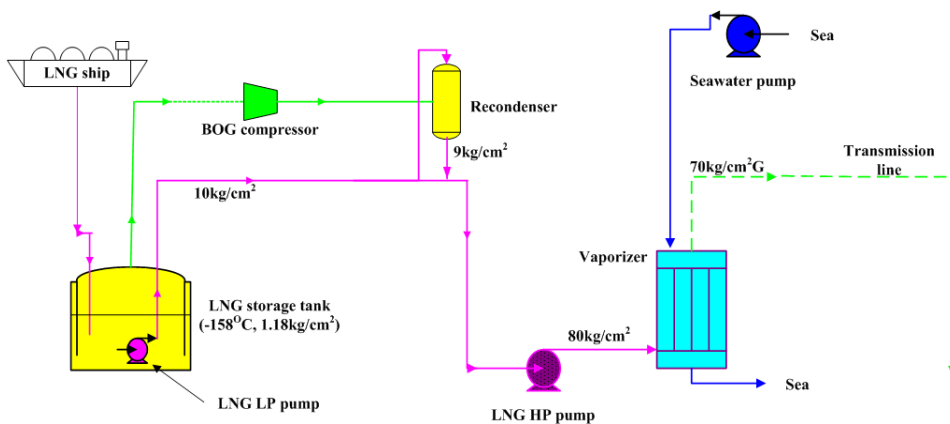 LNG ship
BOG compressor
Recondenser
9kg/cm²
10kg/cm²
Sea
Seawater pump
70kg/cm²G
Transmission
line
Vaporizer
LNG storage tank
(-158ᴼC, 1.18kg/cm²)
80kg/cm²
Sea
LNG LP pump
LNG HP pump